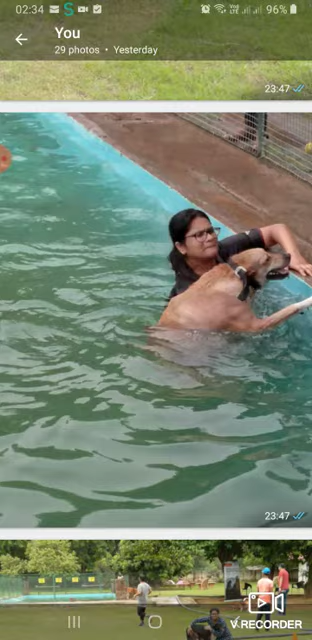 02:34 96%
You
29 photos • Yesterday
23:47
23:47
V RECORDER